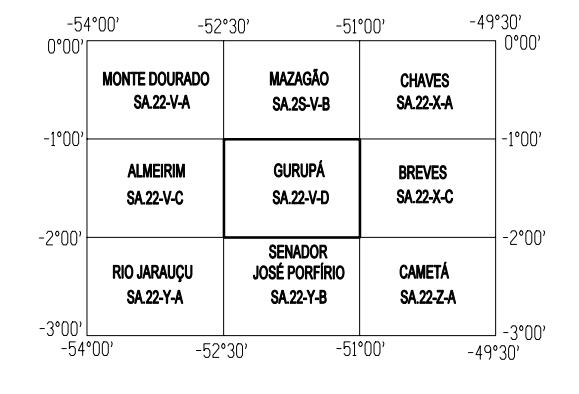 -54°00' -52°30' -51°00' -49°30'
0°00' 0°00'
MONTE DOURADO MAZAGÃO CHAVES
SA.22-V-A SA.2S-V-B SA.22-X-A
-1°00' -1°00'
ALMEIRIM GURUPÁ BREVES
SA.22-V-C SA.22-V-D SA.22-X-C
-2°00' -2°00'
SENADOR
RIO JARAUÇU JOSÉ PORFÍRIO CAMETÁ
SA.22-Y-A SA.22-Y-B SA.22-Z-A
-3°00' -3°00'
-54°00' -52°30' -51°00' -49°30'